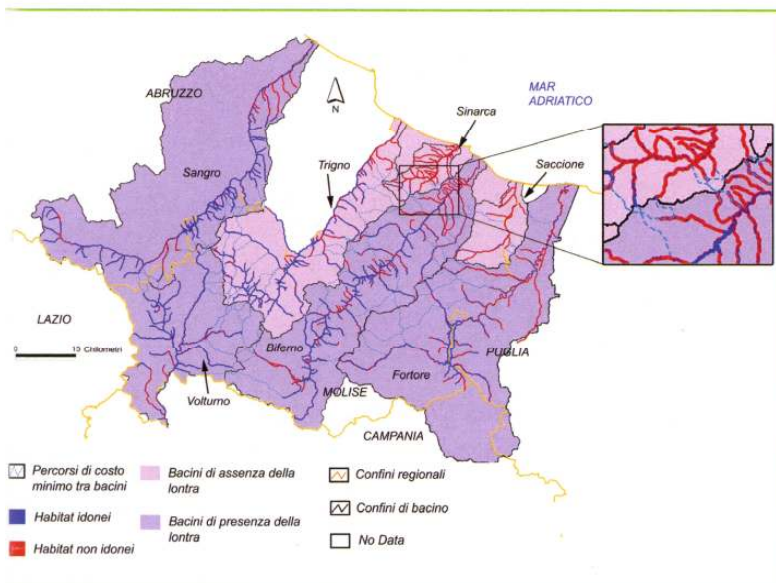 ABRUZZO
MAR
ADRIATICO
N
Sinarca
Sangro
Trigno
Saccione
LAZIO
0 10 Chilometri
Biferno
PUGLIA
Fortore
MOLISE
Volturno
CAMPANIA
Percorsi di costo
minimo tra bacini
Habitat idonei
Habitat non idonei
Bacini di assenza della
lontra
Bacini di presenza della
lontra
Confini regionali
Confini di bacino
No Data